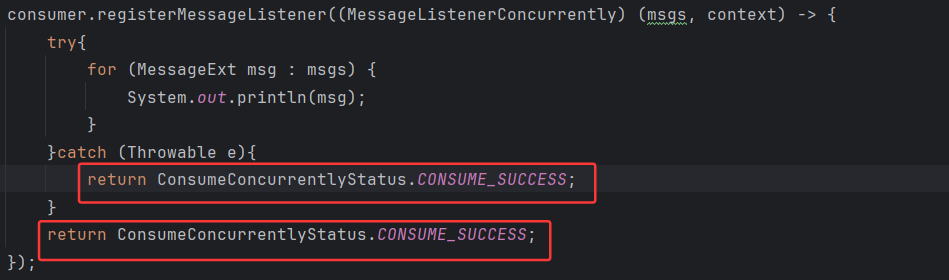 consumer.registerMessageListener((MessageListenerConcurrently) (msgs, context) -> {
    try{
        for (MessageExt msg : msgs) {
            System.out.println(msg);
        }
    }catch (Throwable e){
        return ConsumeConcurrentlyStatus.CONSUME_SUCCESS;
    }
    return ConsumeConcurrentlyStatus.CONSUME_SUCCESS;
});